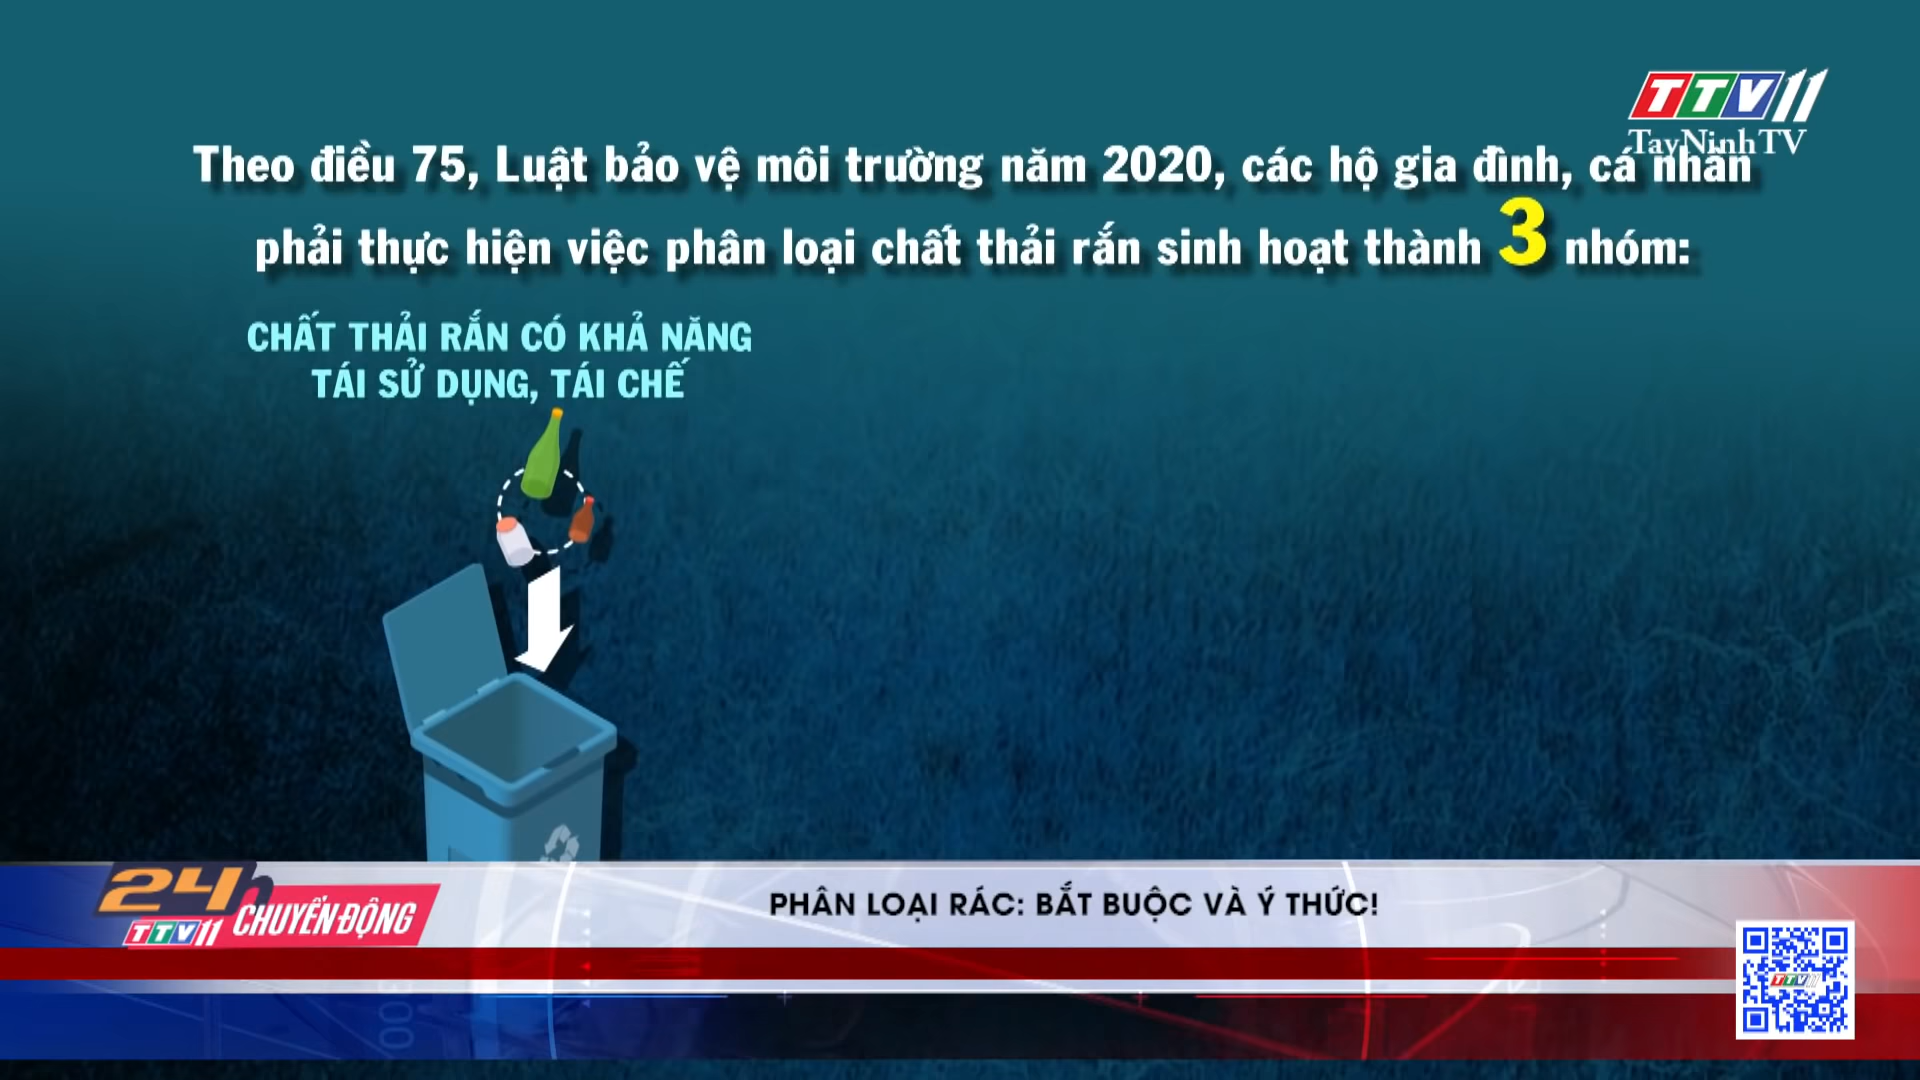 TTV11
TayNinhTV
Theo điều 75, Luật bảo vệ môi trường năm 2020, các hộ gia đình, cá nhân
phải thực hiện việc phân loại chất thải rắn sinh hoạt thành 3 nhóm:
CHẤT THẢI RẮN CÓ KHẢ NĂNG
TÁI SỬ DỤNG, TÁI CHẾ
24h
TTV11 CHUYỂN ĐỘNG
PHÂN LOẠI RÁC: BẮT BUỘC VÀ Ý THỨC!
TTV11